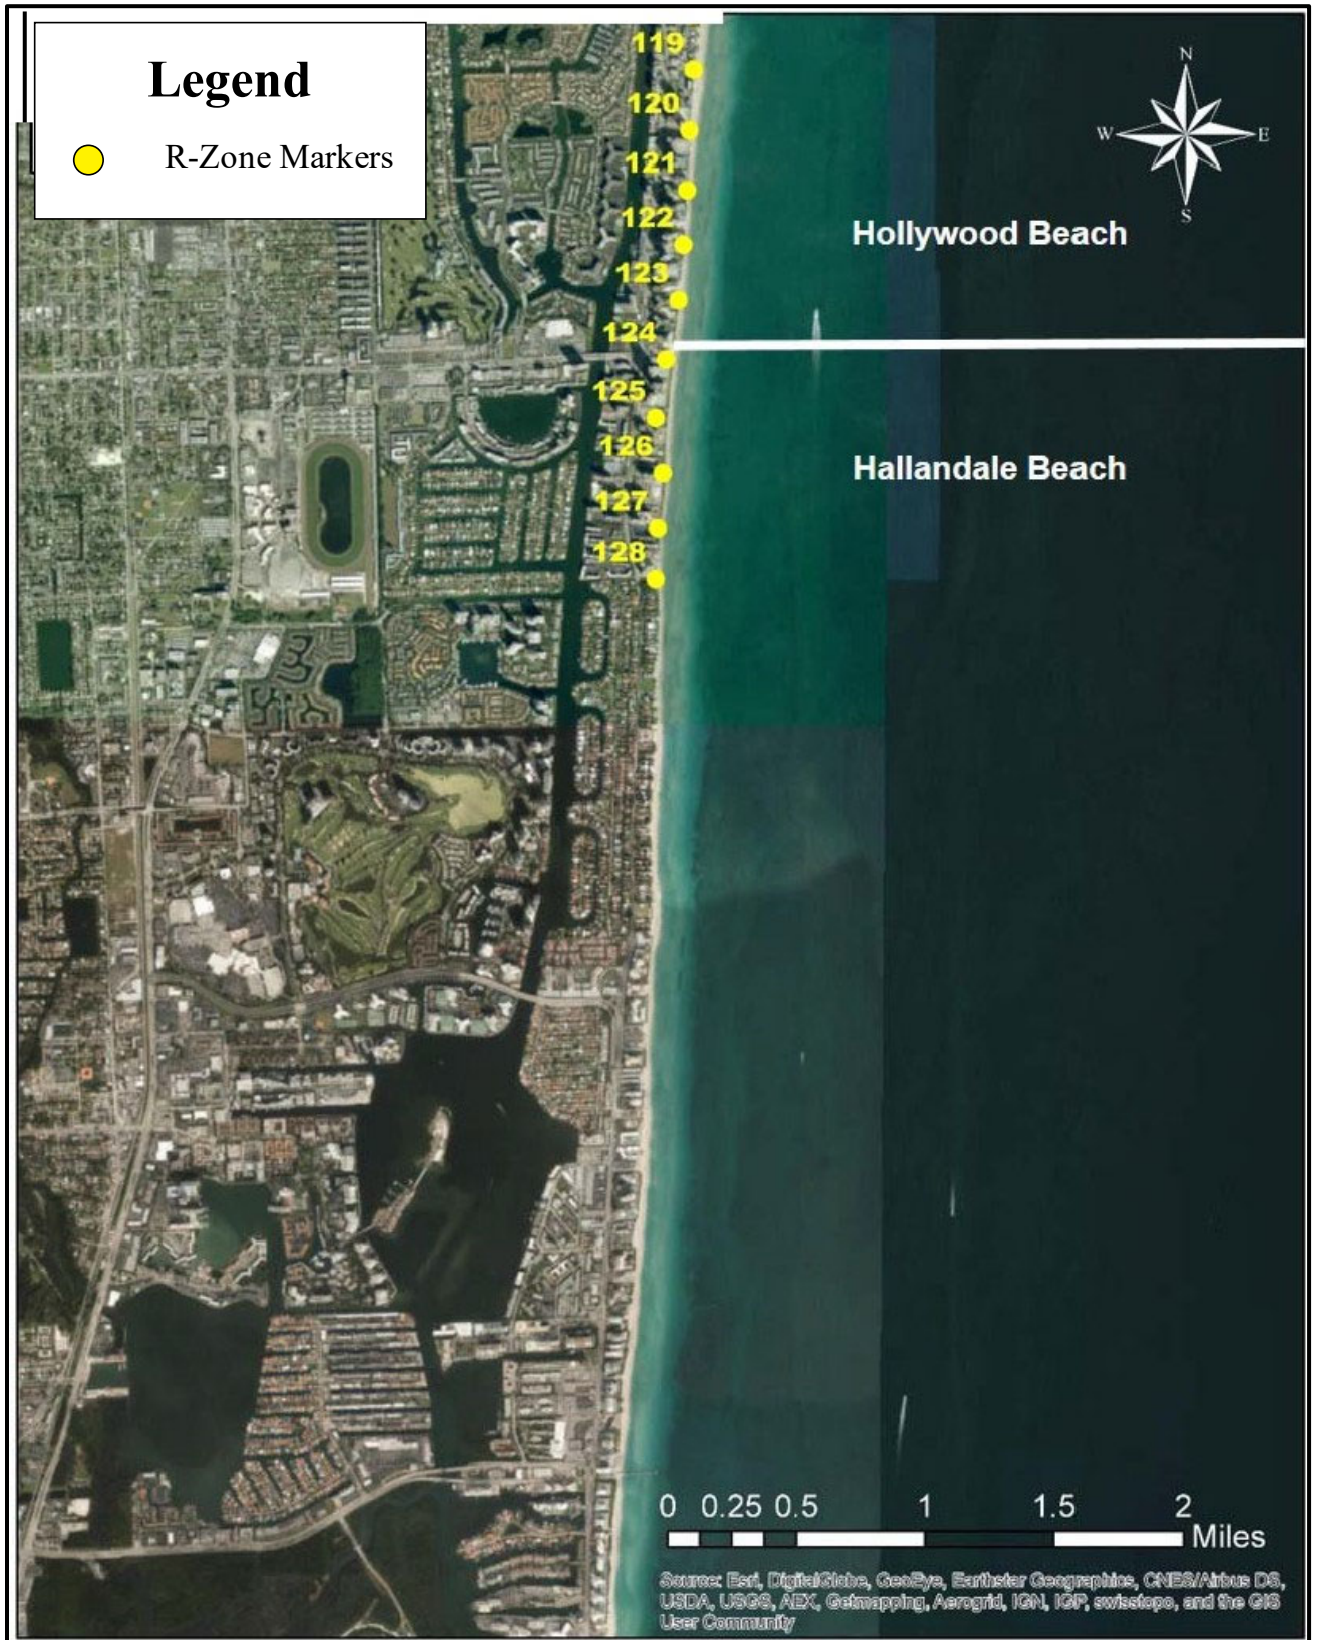 Legend
R-Zone Markers
119
120
121
122
123
124
125
126
127
128
N
W
E
S
Hollywood Beach
Hallandale Beach
0 0.25 0.5 1 1.5 2
Miles
Source: Esri, DigitalGlobe, GeoEye, Earthstar Geographics, CNES/Airbus DS,
USDA, USGS, AEX, Getmapping, Aerogrid, IGN, IGP, swisstopo, and the GIS
User Community